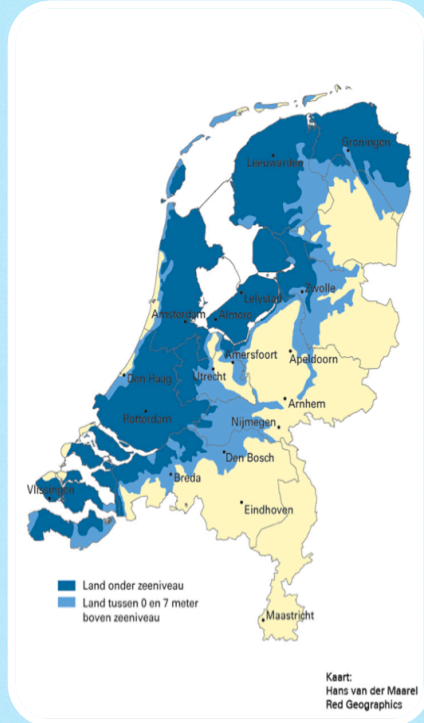 Groningen
Leeuwarden
Zwolle
Lelystad
Amsterdam
Almere
Amersfoort
Apeldoorn
Utrecht
Den Haag
Arnhem
Rotterdam
Nijmegen
Den Bosch
Vlissingen
Breda
Eindhoven
Land onder zeeniveau
Land tussen 0 en 7 meter
boven zeeniveau
Maastricht
Kaart:
Hans van der Maarel
Red Geographics